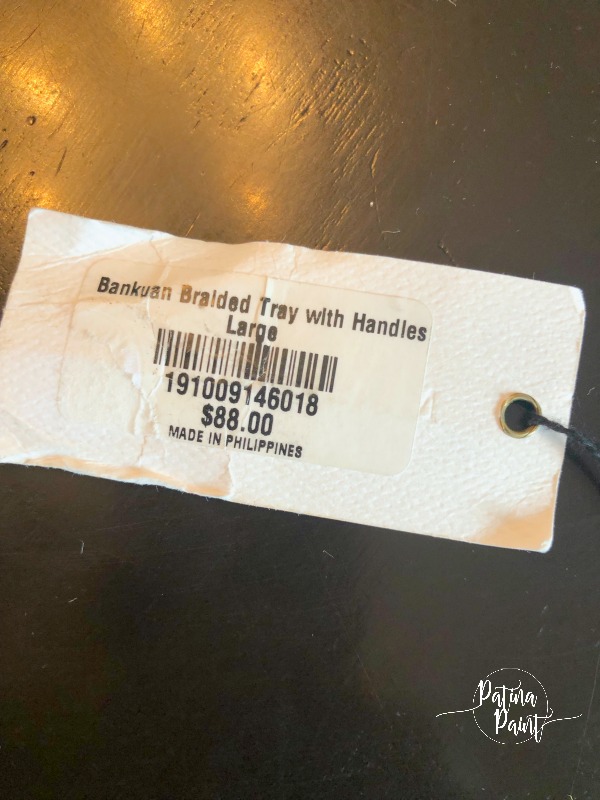 Bankuan Braided Tray with Handles
Large
191009146018
$88.00
MADE IN PHILIPPINES
Patina
Paint